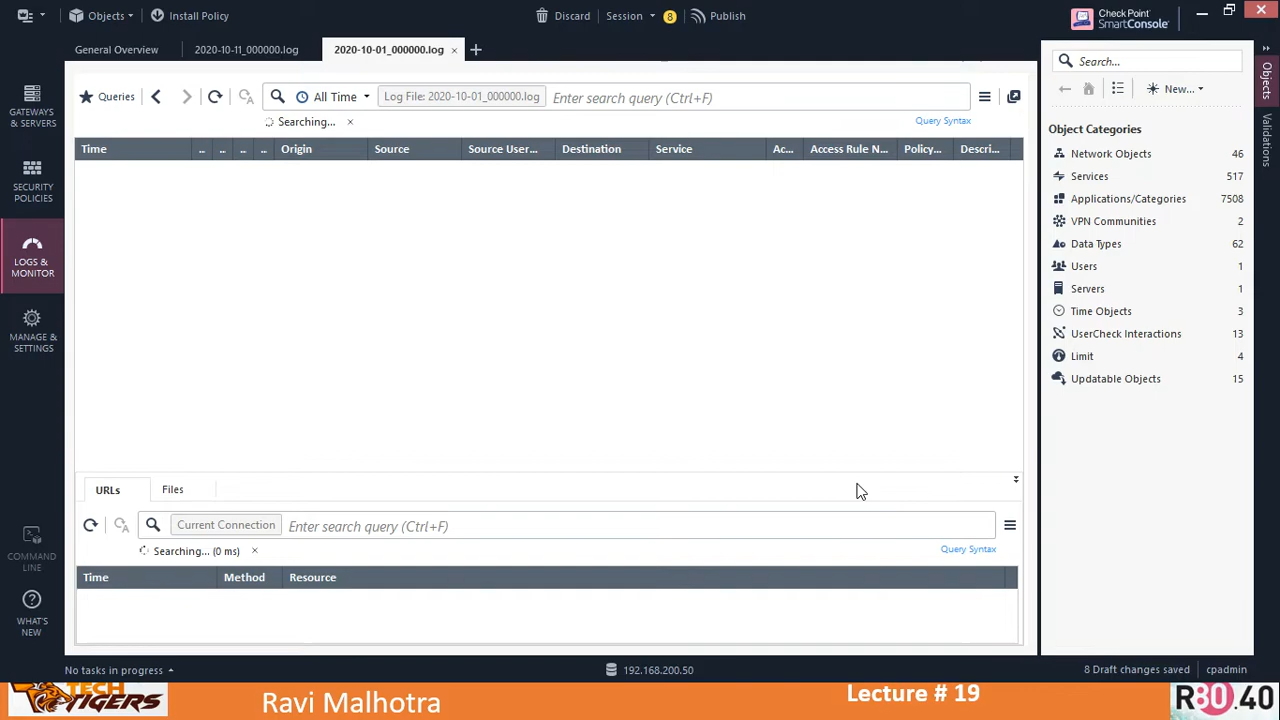 Objects
Install Policy
Discard
Session
8
Publish
Check Point
SmartConsole
General Overview
2020-10-11_000000.log
2020-10-01_000000.log
Queries
All Time
Log File: 2020-10-01_000000.log
Enter search query (Ctrl+F)
Searching...
Query Syntax
Time
..
..
..
..
Origin
Source
Source User...
Destination
Service
Ac...
Access Rule N...
Policy...
Descri...
GATEWAYS
& SERVERS
SECURITY
POLICIES
LOGS &
MONITOR
MANAGE &
SETTINGS
COMMAND
LINE
WHAT'S
NEW
URLs
Files
Current Connection
Enter search query (Ctrl+F)
Searching... (0 ms)
Query Syntax
Time
Method
Resource
Search...
New...
Object Categories
Network Objects 46
Services 517
Applications/Categories 7508
VPN Communities 2
Data Types 62
Users 1
Servers 1
Time Objects 3
UserCheck Interactions 13
Limit 4
Updatable Objects 15
Objects
Validations
No tasks in progress
192.168.200.50
8 Draft changes saved
cpadmin
TECH
TIGERS
Ravi Malhotra
Lecture # 19
R80.40